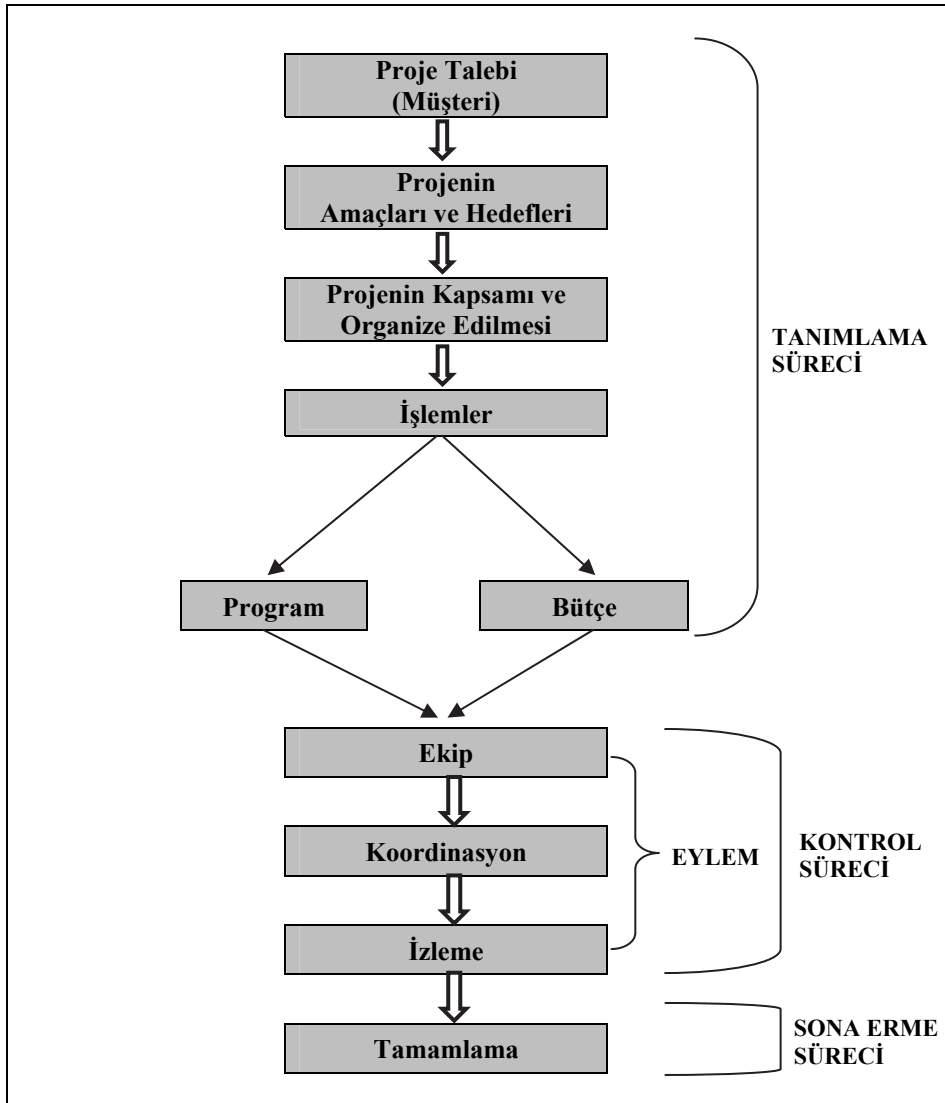 Proje Talebi
(Müşteri)
Projenin
Amaçları ve Hedefleri
Projenin Kapsamı ve
Organize Edilmesi
İşlemler
TANIMLAMA
SÜRECİ
Program
Bütçe
Ekip
Koordinasyon
İzleme
EYLEM
KONTROL
SÜRECİ
Tamamlama
SONA ERME
SÜRECİ